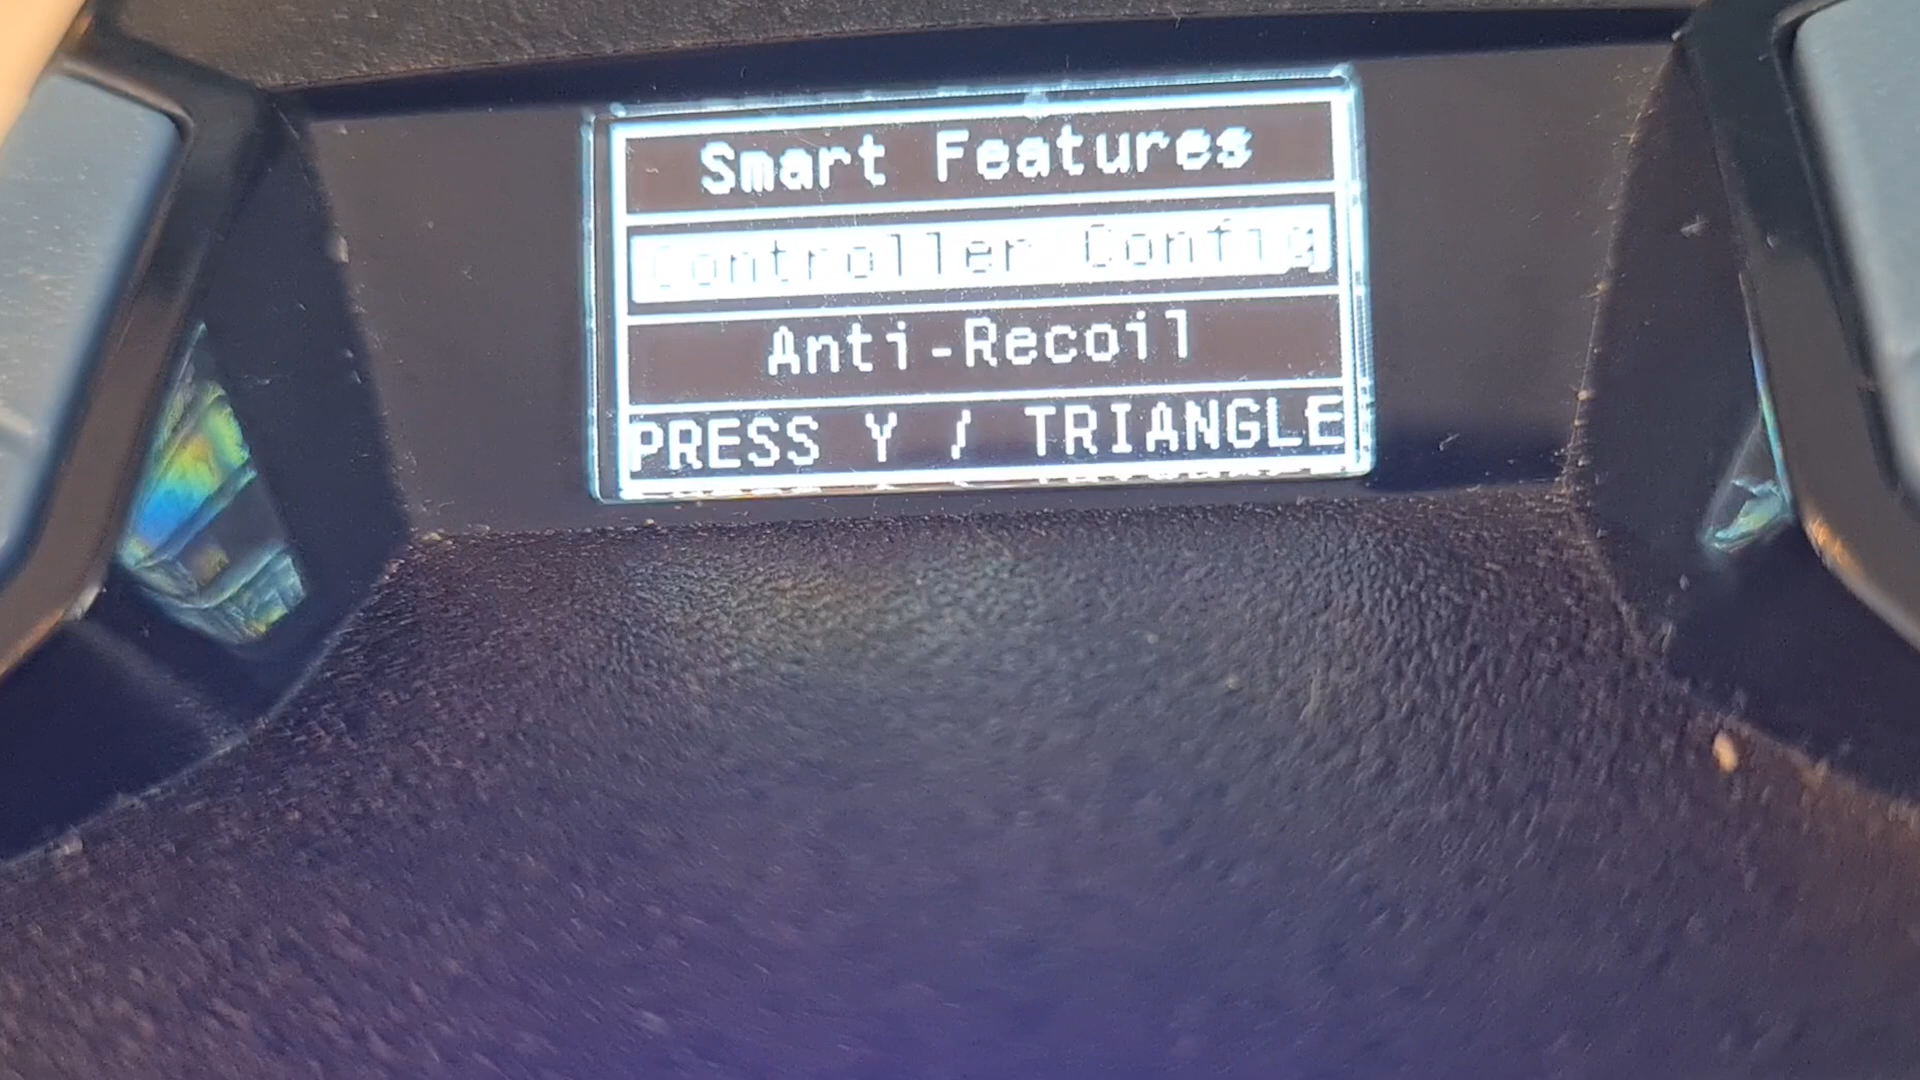 Smart Features
Controller Config
Anti-Recoil
PRESS Y / TRIANGLE